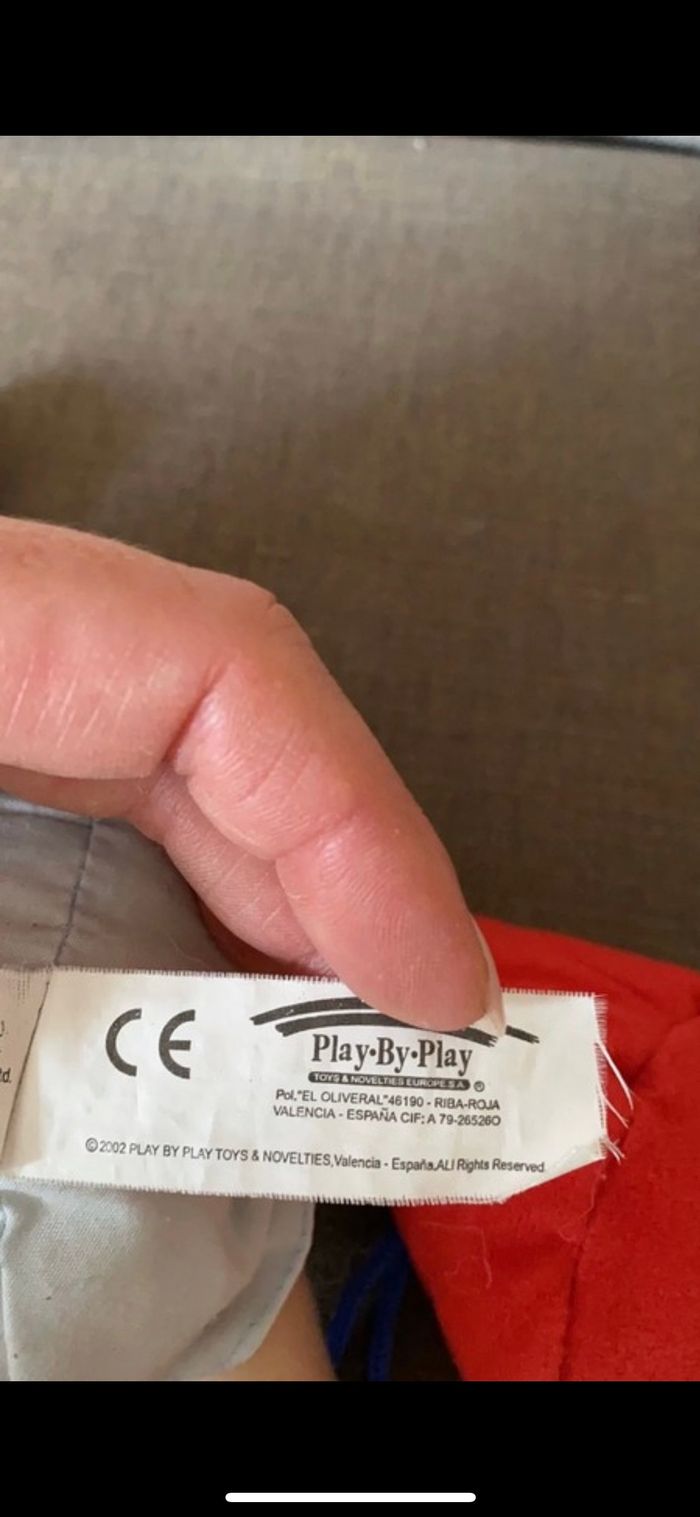 CE
Play·By·Play
TOYS & NOVELTIES EUROPE.S.A ®
Pol,"EL OLIVERAL"46190 - RIBA-ROJA
VALENCIA - ESPAÑA CIF: A 79-265260
©2002 PLAY BY PLAY TOYS & NOVELTIES,Valencia - España.ALl Rights Reserved